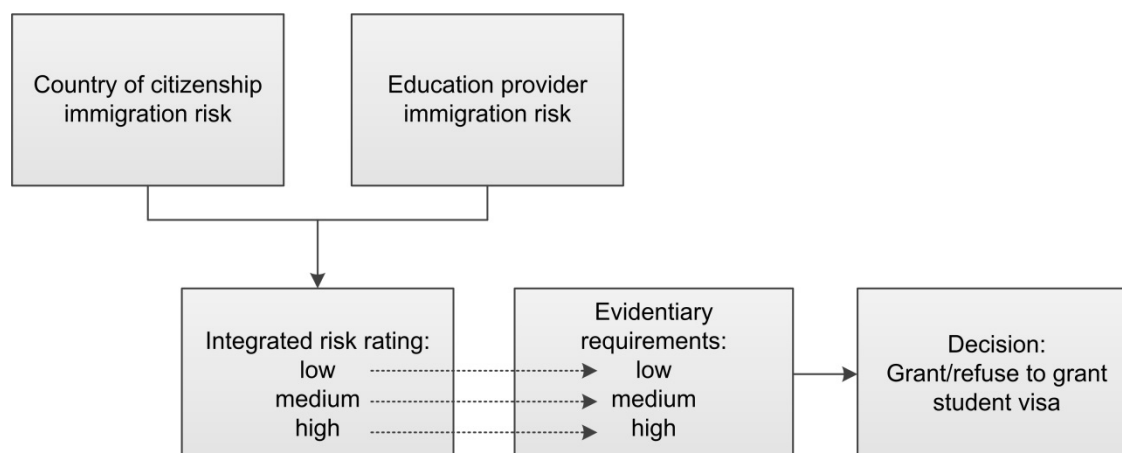 Country of citizenship
immigration risk
Education provider
immigration risk
Integrated risk rating:
low
medium
high
Evidentiary
requirements:
low
medium
high
Decision:
Grant/refuse to grant
student visa